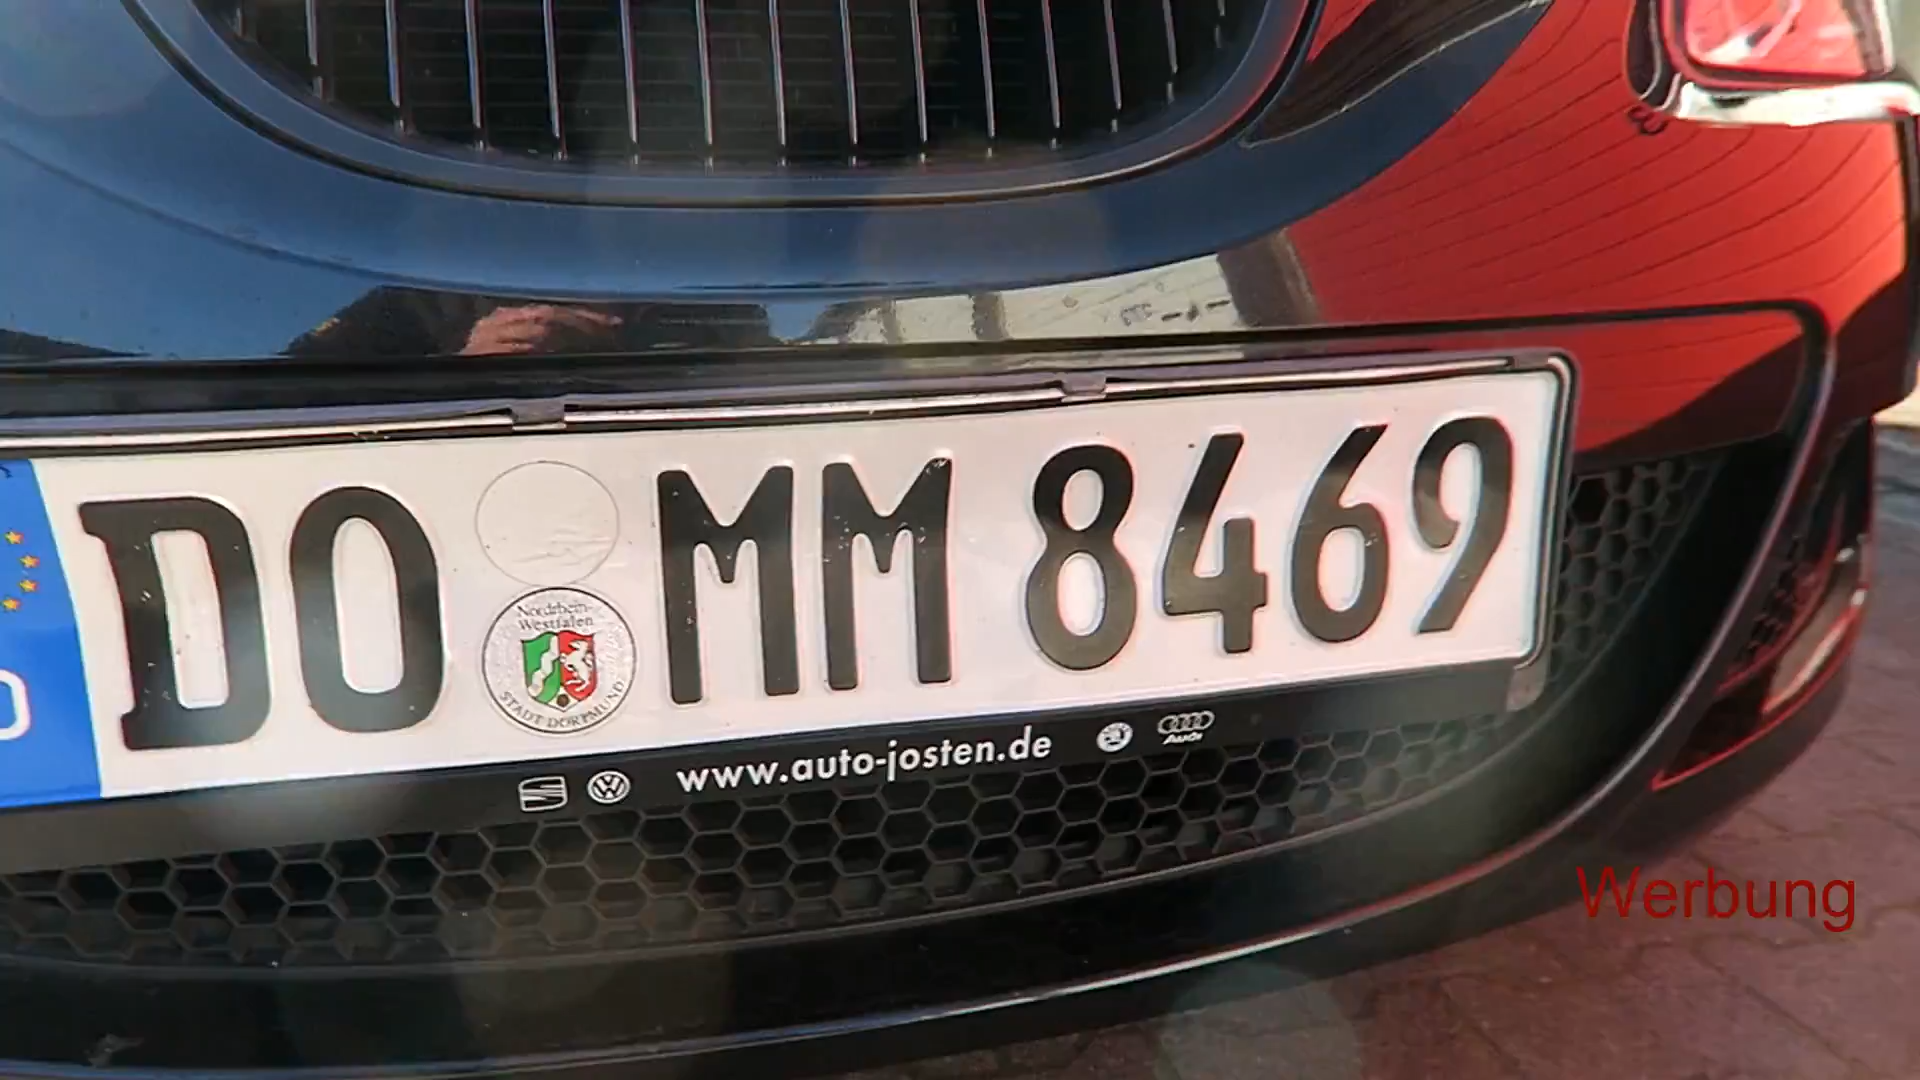 DO MM 8469
Nordrhein-
Westfalen
STADT DORTMUND
www.auto-josten.de
Audi
Werbung